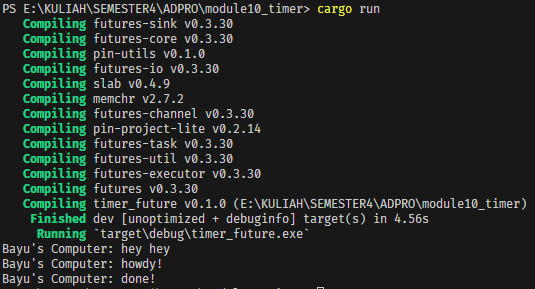 PS E:\KULIAH\SEMESTER4\ADPRO\module10_timer> cargo run
Compiling futures-sink v0.3.30
Compiling futures-core v0.3.30
Compiling pin-utils v0.1.0
Compiling futures-io v0.3.30
Compiling slab v0.4.9
Compiling memchr v2.7.2
Compiling futures-channel v0.3.30
Compiling pin-project-lite v0.2.14
Compiling futures-task v0.3.30
Compiling futures-util v0.3.30
Compiling futures-executor v0.3.30
Compiling futures v0.3.30
Compiling timer_future v0.1.0 (E:\KULIAH\SEMESTER4\ADPRO\module10_timer)
Finished dev [unoptimized + debuginfo] target(s) in 4.56s
Running `target\debug\timer_future.exe`
Bayu's Computer: hey hey
Bayu's Computer: howdy!
Bayu's Computer: done!